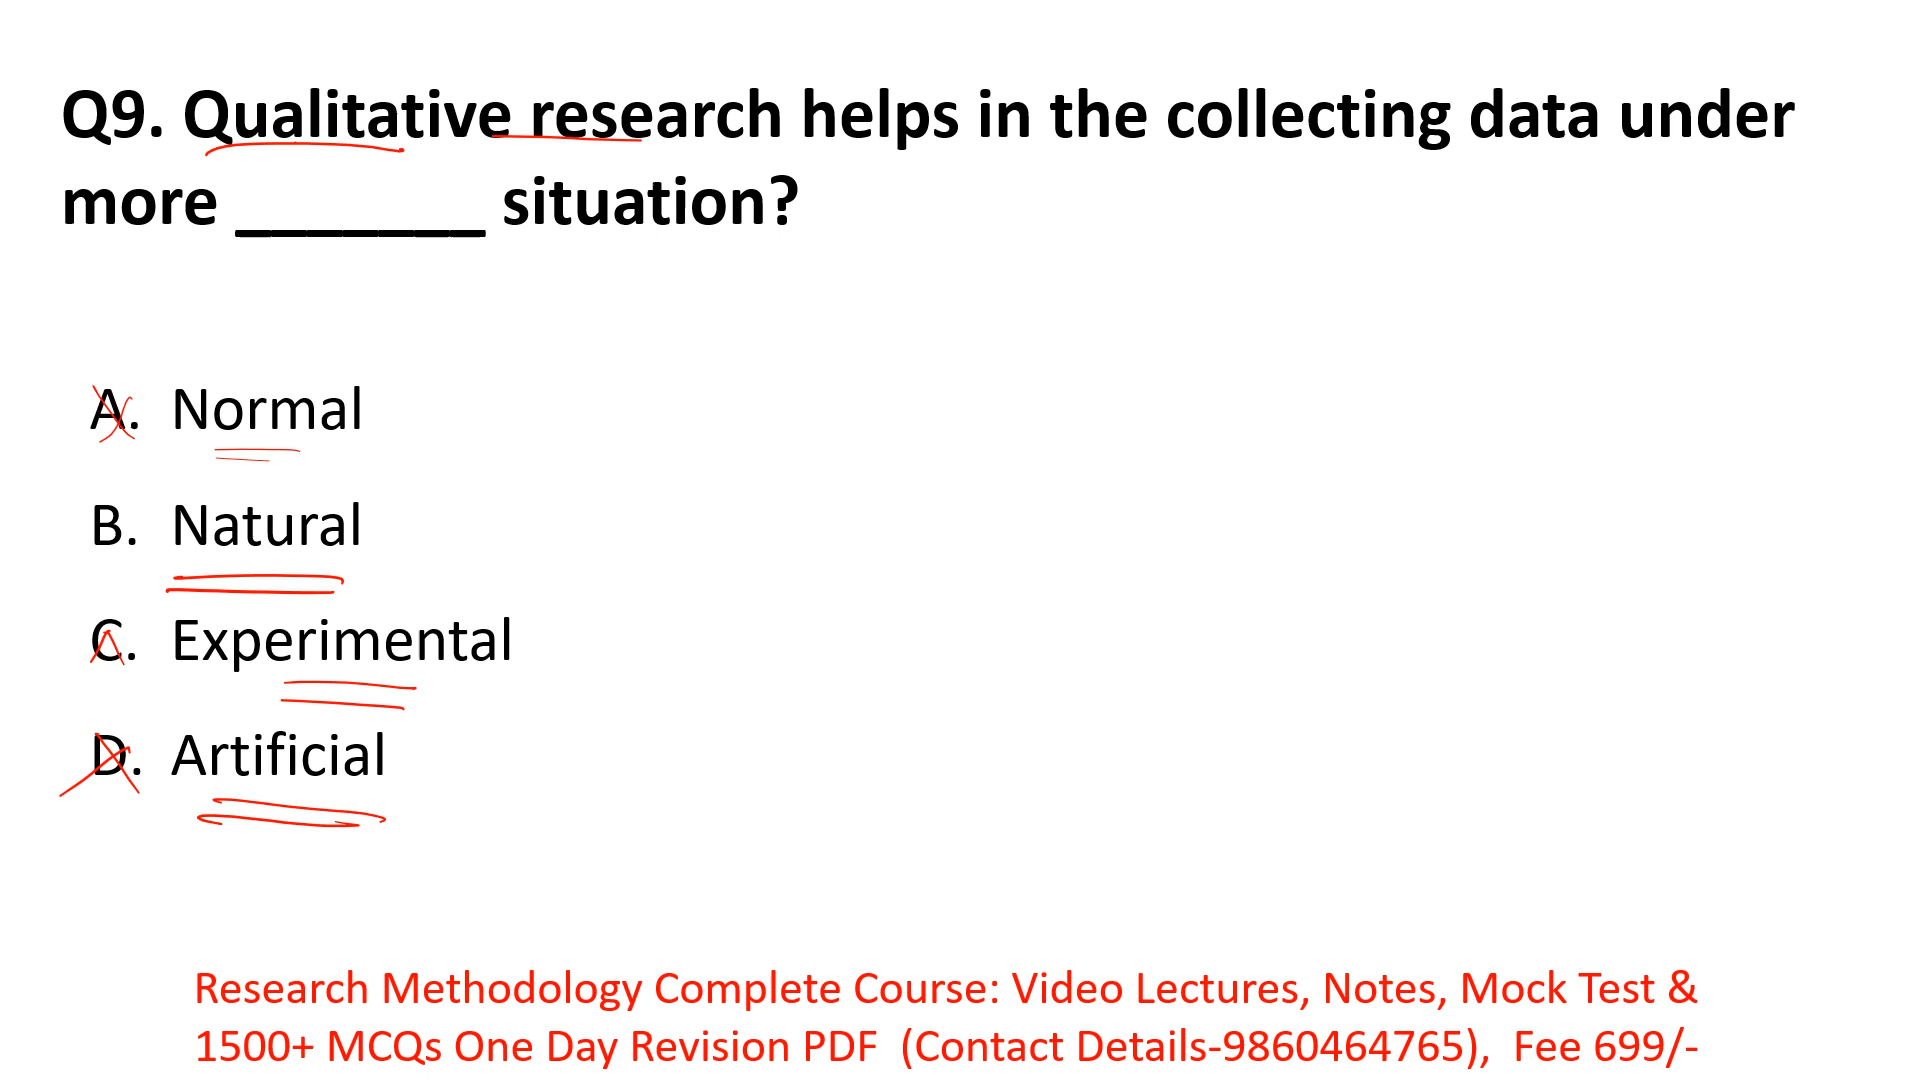 Q9. Qualitative research helps in the collecting data under
more _______ situation?
A. Normal
B. Natural
C. Experimental
D. Artificial
Research Methodology Complete Course: Video Lectures, Notes, Mock Test &
1500+ MCQs One Day Revision PDF (Contact Details-9860464765), Fee 699/-